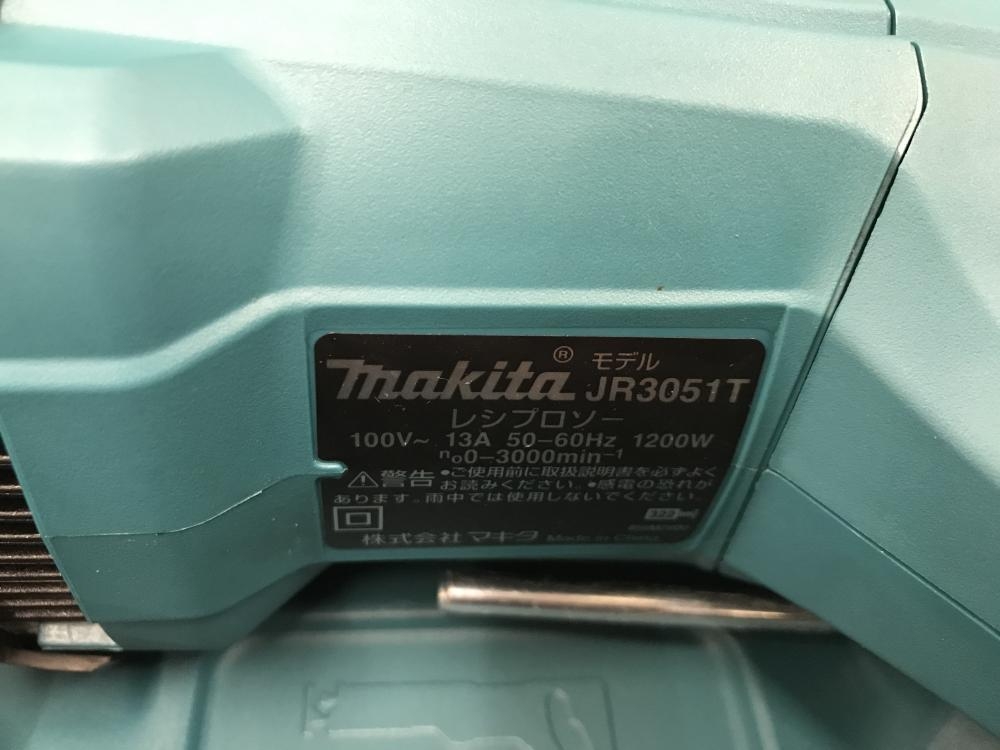 makita® モデル JR3051T
レシプロソー
100V～ 13A 50-60Hz 1200W
n₀0-3000min⁻¹
⚠警告 •ご使用前に取扱説明書を必ずよく
お読みください。•感電の恐れが
あります。雨中では使用しないでください。
株式会社 マキタ Made in China